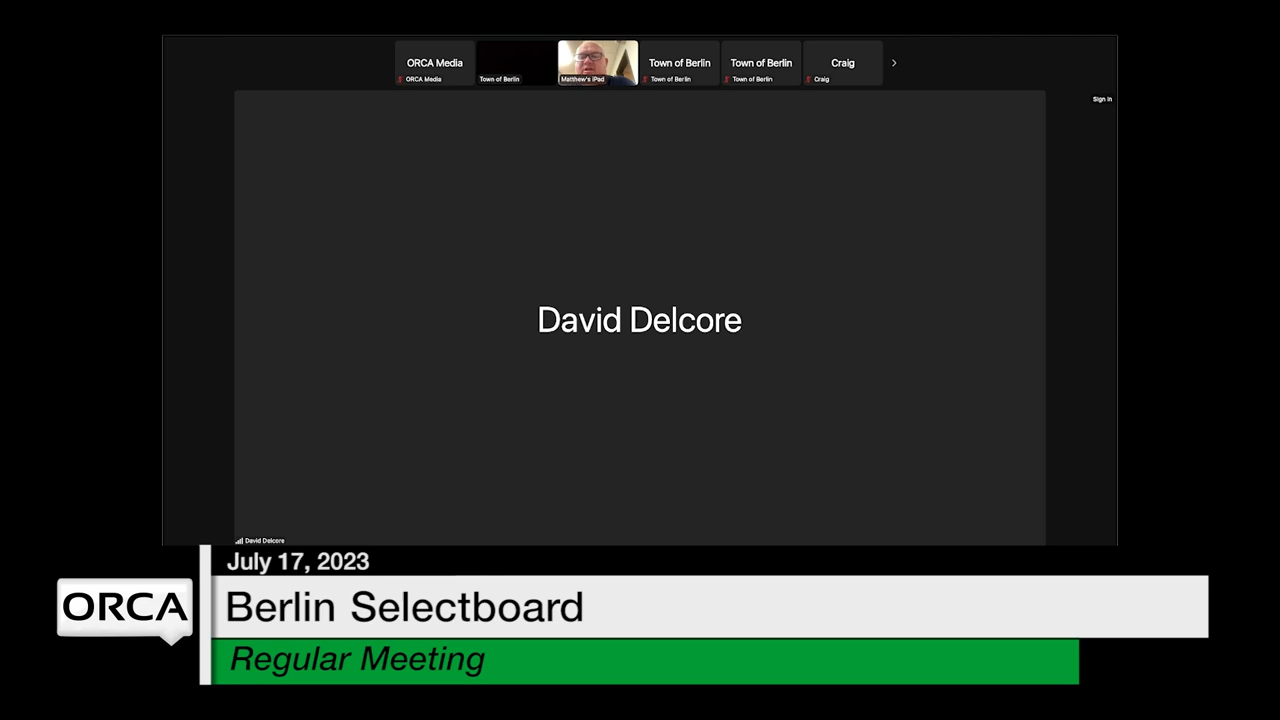 ORCA Media
Town of Berlin
Town of Berlin
Craig
ORCA Media
Town of Berlin
Matthew's iPad
Town of Berlin
Town of Berlin
Craig
Sign in
David Delcore
David Delcore
July 17, 2023
ORCA
Berlin Selectboard
Regular Meeting